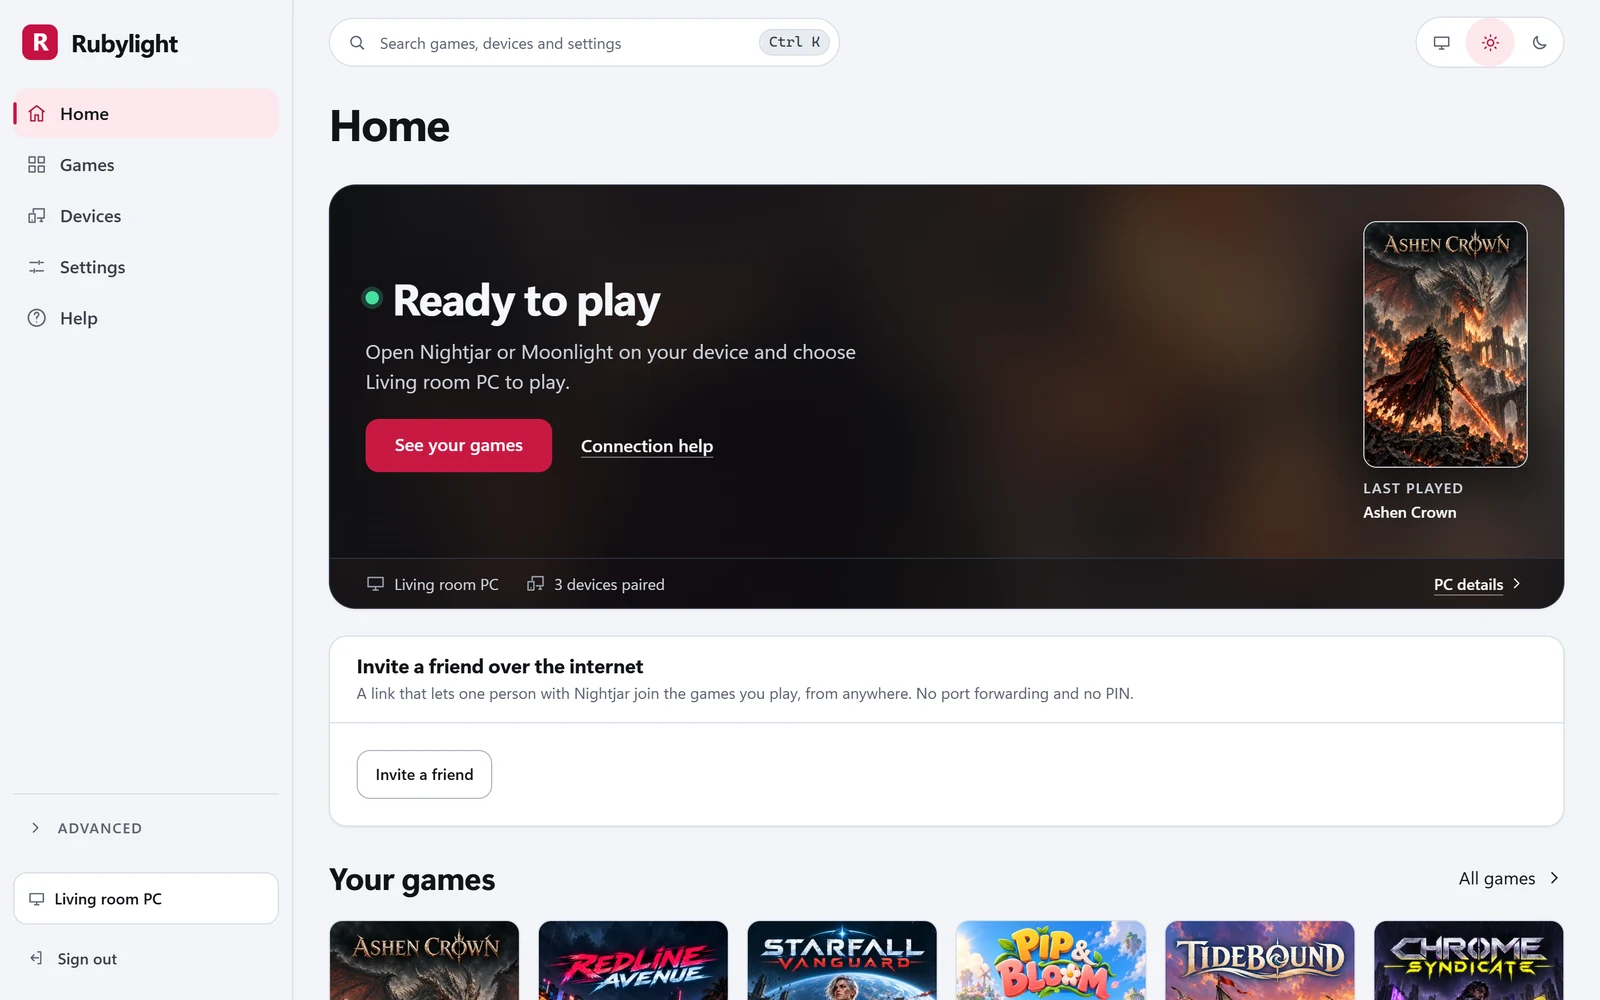 R Rubylight
Search games, devices and settings
Ctrl K
Home
Games
Devices
Settings
Help
Home
Ready to play
Open Nightjar or Moonlight on your device and choose
Living room PC to play.
See your games
Connection help
ASHEN CROWN
LAST PLAYED
Ashen Crown
Living room PC
3 devices paired
PC details
Invite a friend over the internet
A link that lets one person with Nightjar join the games you play, from anywhere. No port forwarding and no PIN.
Invite a friend
Your games
All games
ASHEN CROWN
REDLINE
AVENUE
STARFALL
VANGUARD
PIP &
BLOOM
TIDEBOUND
CHROME
SYNDICATE
ADVANCED
Living room PC
Sign out